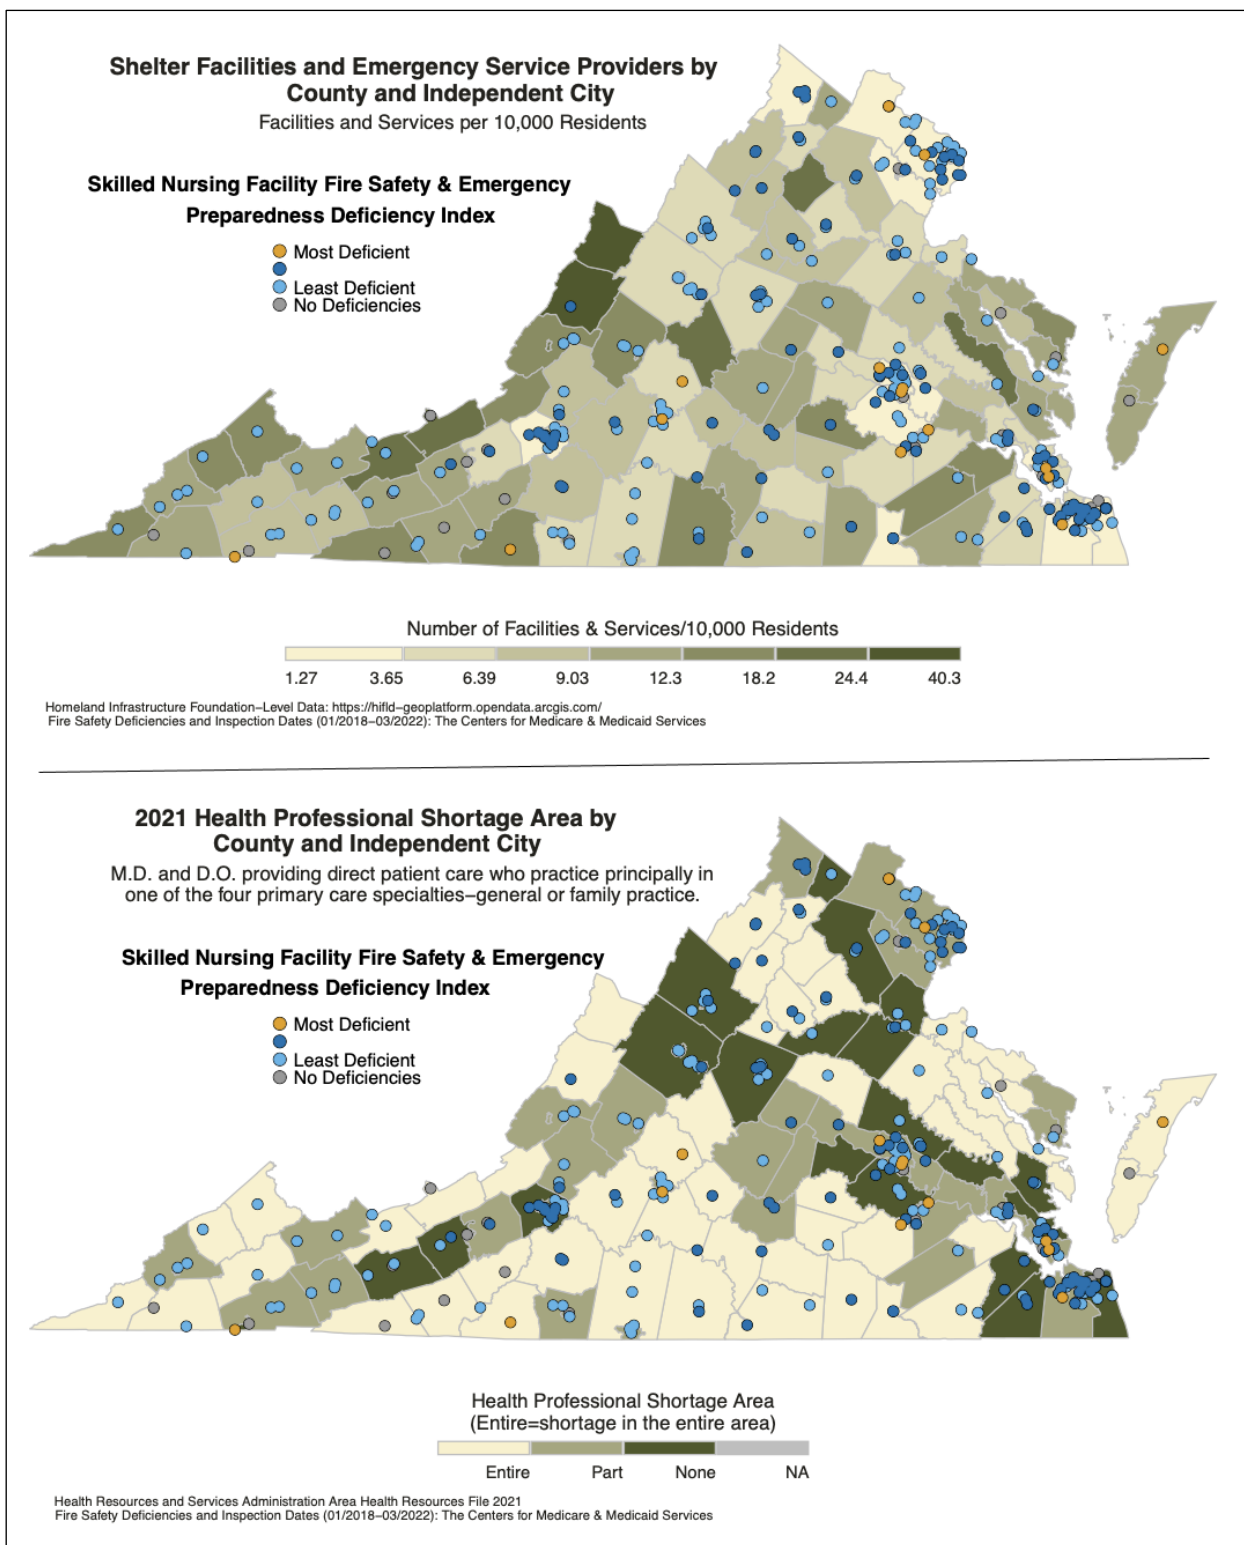 Shelter Facilities and Emergency Service Providers by
County and Independent City
Facilities and Services per 10,000 Residents
Skilled Nursing Facility Fire Safety & Emergency
Preparedness Deficiency Index
Most Deficient
Least Deficient
No Deficiencies
Number of Facilities & Services/10,000 Residents
1.27 3.65 6.39 9.03 12.3 18.2 24.4 40.3
Homeland Infrastructure Foundation–Level Data: https://hifld–geoplatform.opendata.arcgis.com/
Fire Safety Deficiencies and Inspection Dates (01/2018–03/2022): The Centers for Medicare & Medicaid Services
2021 Health Professional Shortage Area by
County and Independent City
M.D. and D.O. providing direct patient care who practice principally in
one of the four primary care specialties–general or family practice.
Skilled Nursing Facility Fire Safety & Emergency
Preparedness Deficiency Index
Most Deficient
Least Deficient
No Deficiencies
Health Professional Shortage Area
(Entire=shortage in the entire area)
Entire Part None NA
Health Resources and Services Administration Area Health Resources File 2021
Fire Safety Deficiencies and Inspection Dates (01/2018–03/2022): The Centers for Medicare & Medicaid Services